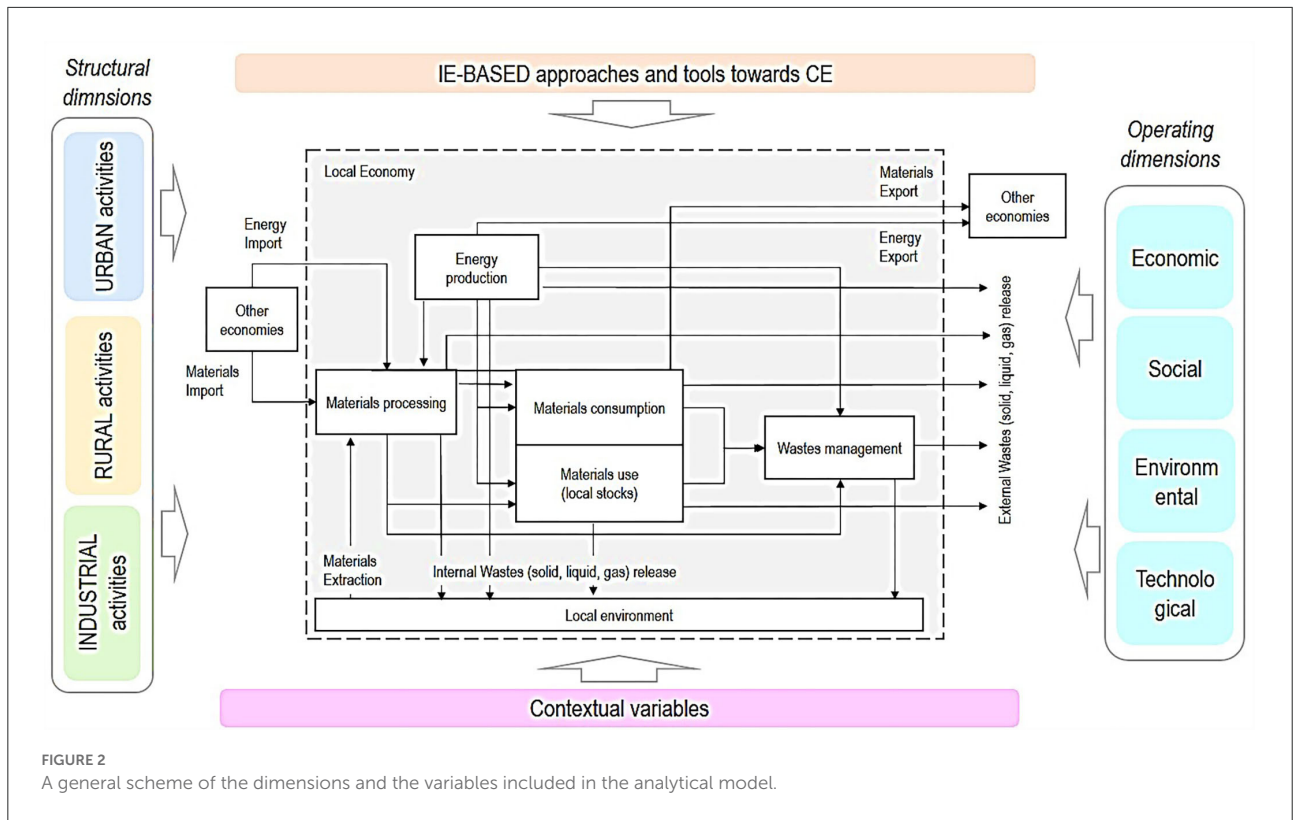 Structural
dimnsions
URBAN activities
RURAL activities
INDUSTRIAL
activities
IE-BASED approaches and tools towards CE
Local Economy
Energy
Import
Other
economies
Materials
Import
Energy
production
Materials
Export
Other
economies
Energy
Export
Materials processing
Materials consumption
Materials use
(local stocks)
Wastes management
External Wastes (solid, liquid, gas) release
Materials
Extraction
Internal Wastes (solid, liquid, gas) release
Local environment
Contextual variables
Operating
dimensions
Economic
Social
Environm
ental
Technolo
gical
FIGURE 2
A general scheme of the dimensions and the variables included in the analytical model.